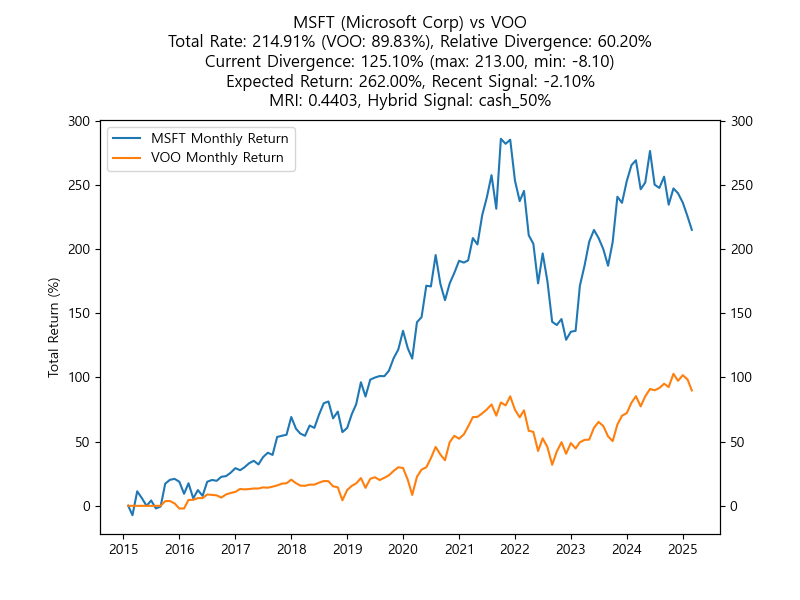 MSFT (Microsoft Corp) vs VOO
Total Rate: 214.91% (VOO: 89.83%), Relative Divergence: 60.20%
Current Divergence: 125.10% (max: 213.00, min: -8.10)
Expected Return: 262.00%, Recent Signal: -2.10%
MRI: 0.4403, Hybrid Signal: cash_50%
MSFT Monthly Return
VOO Monthly Return
Total Return (%)
300
250
200
150
100
50
0
300
250
200
150
100
50
0
2015 2016 2017 2018 2019 2020 2021 2022 2023 2024 2025